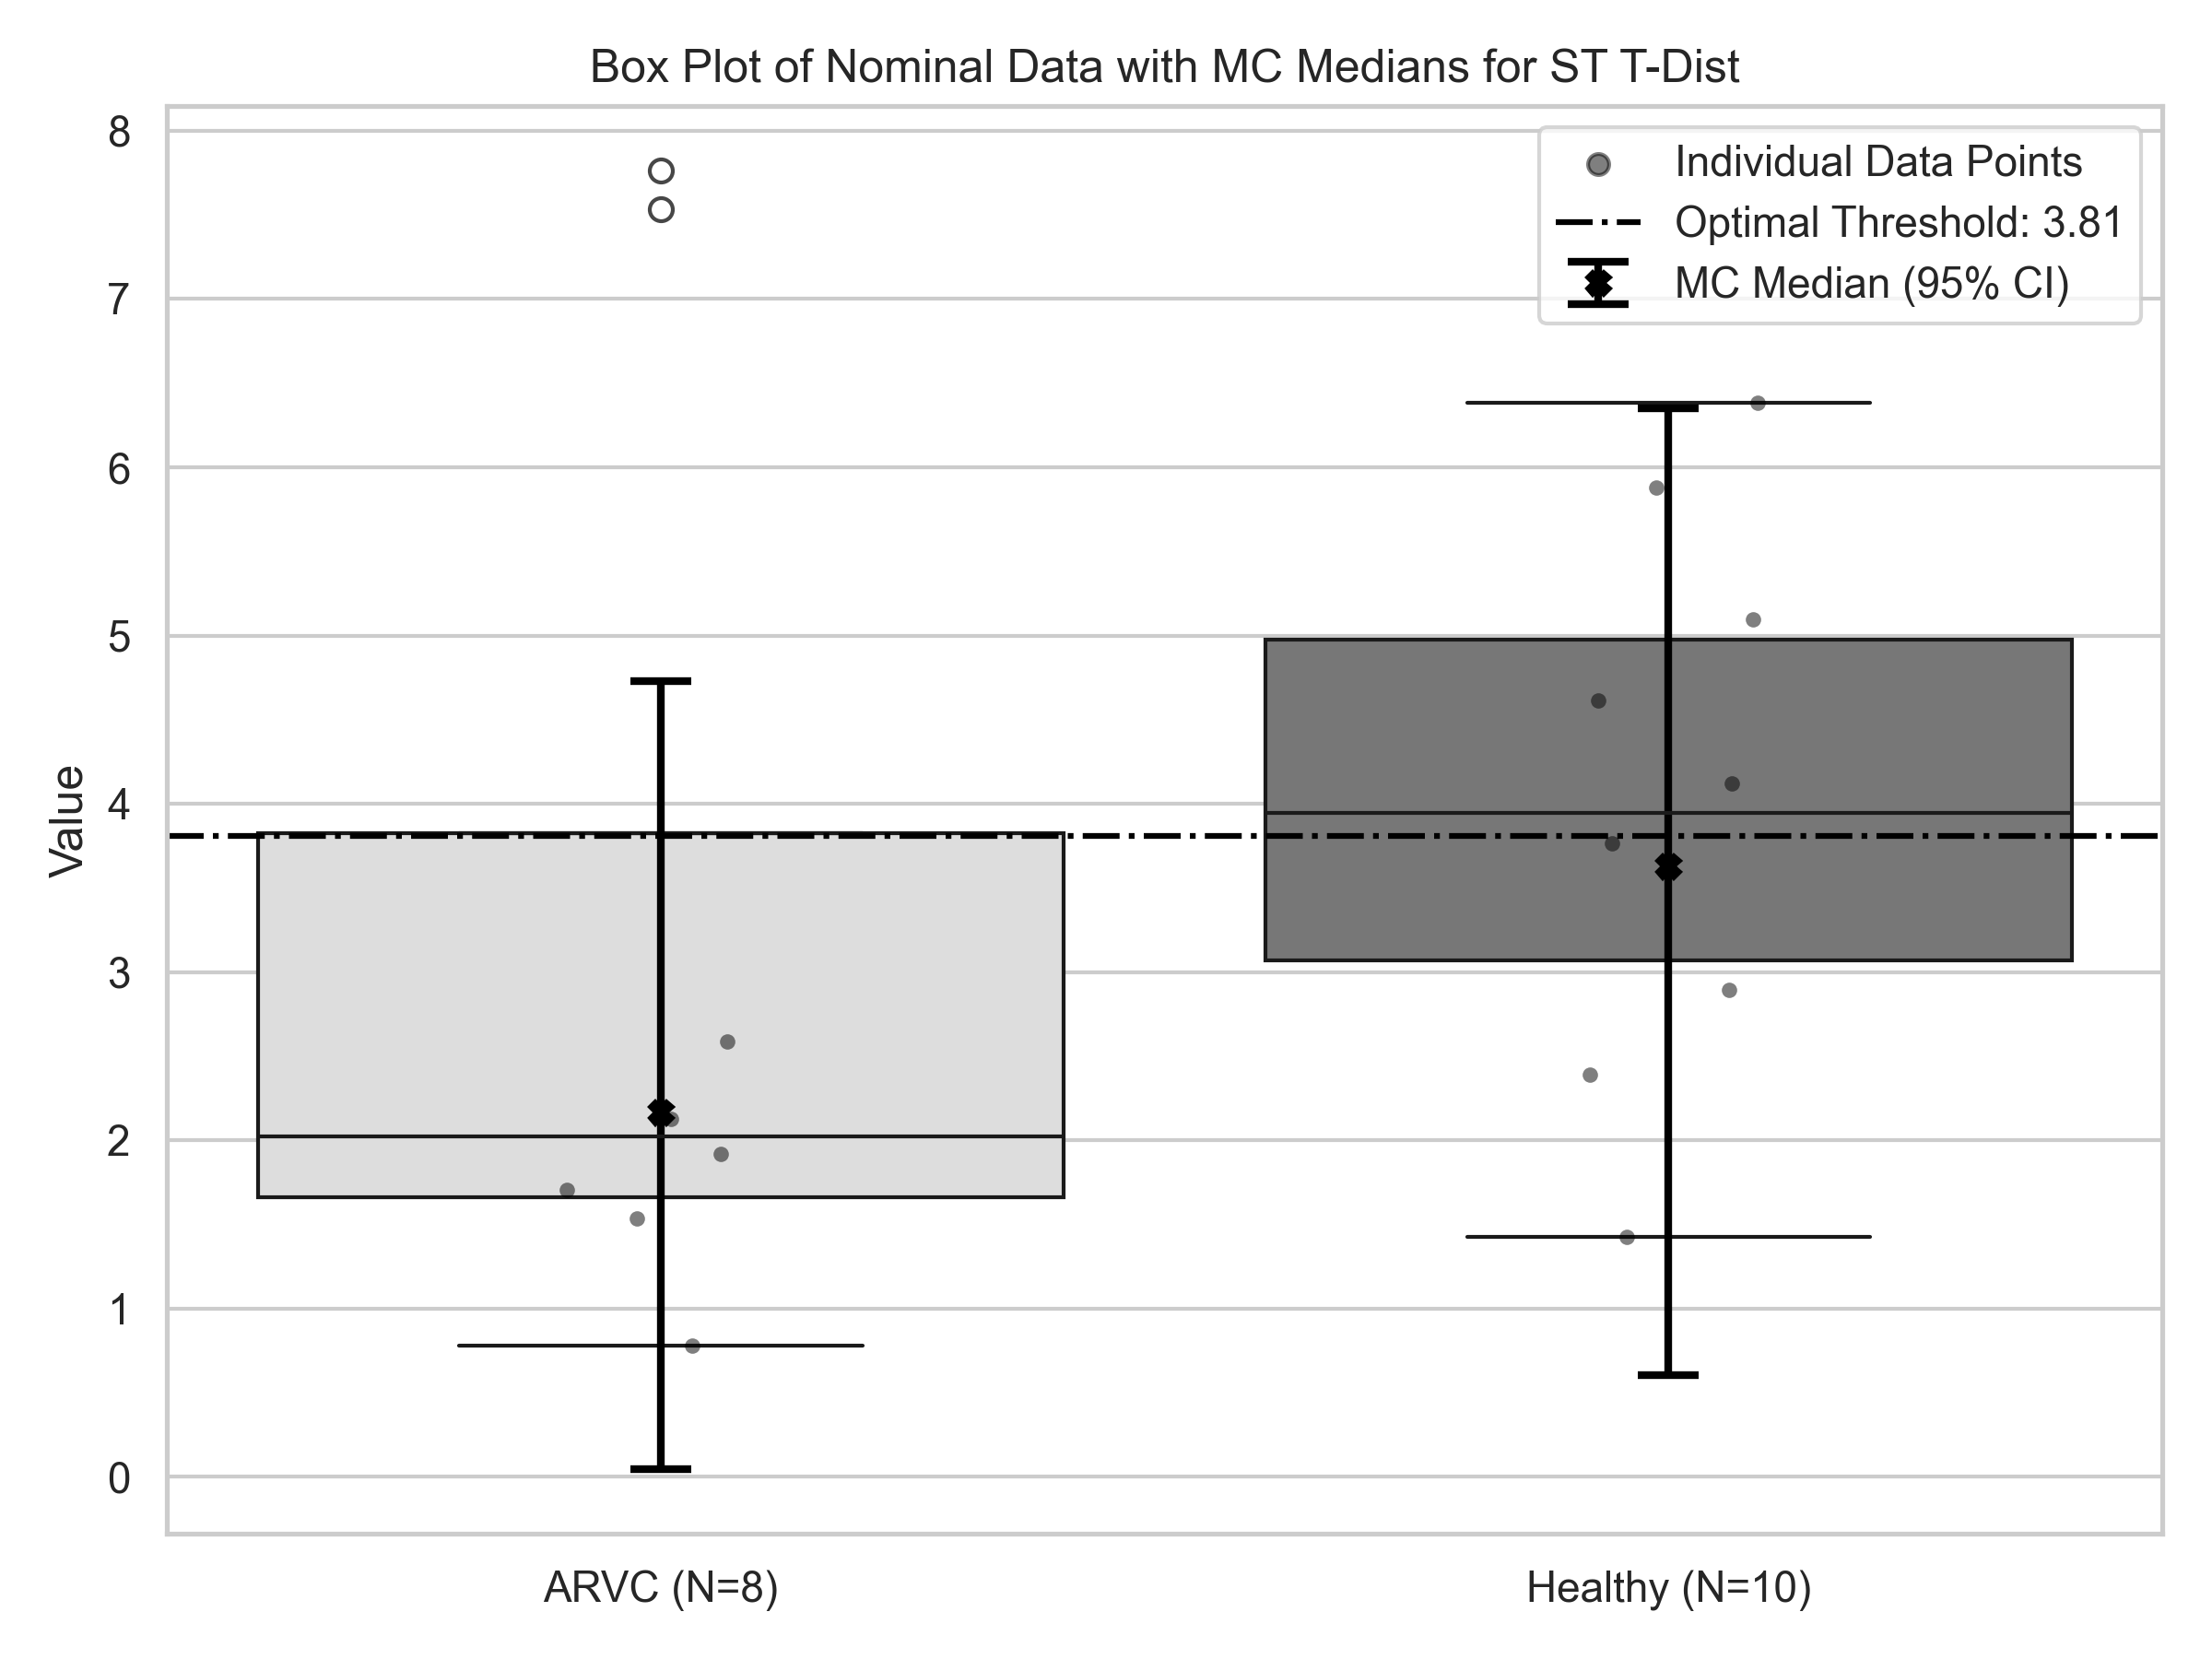 Box Plot of Nominal Data with MC Medians for ST T-Dist
8
7
6
5
4
3
2
1
0
Value
Individual Data Points
Optimal Threshold: 3.81
MC Median (95% CI)
ARVC (N=8)
Healthy (N=10)